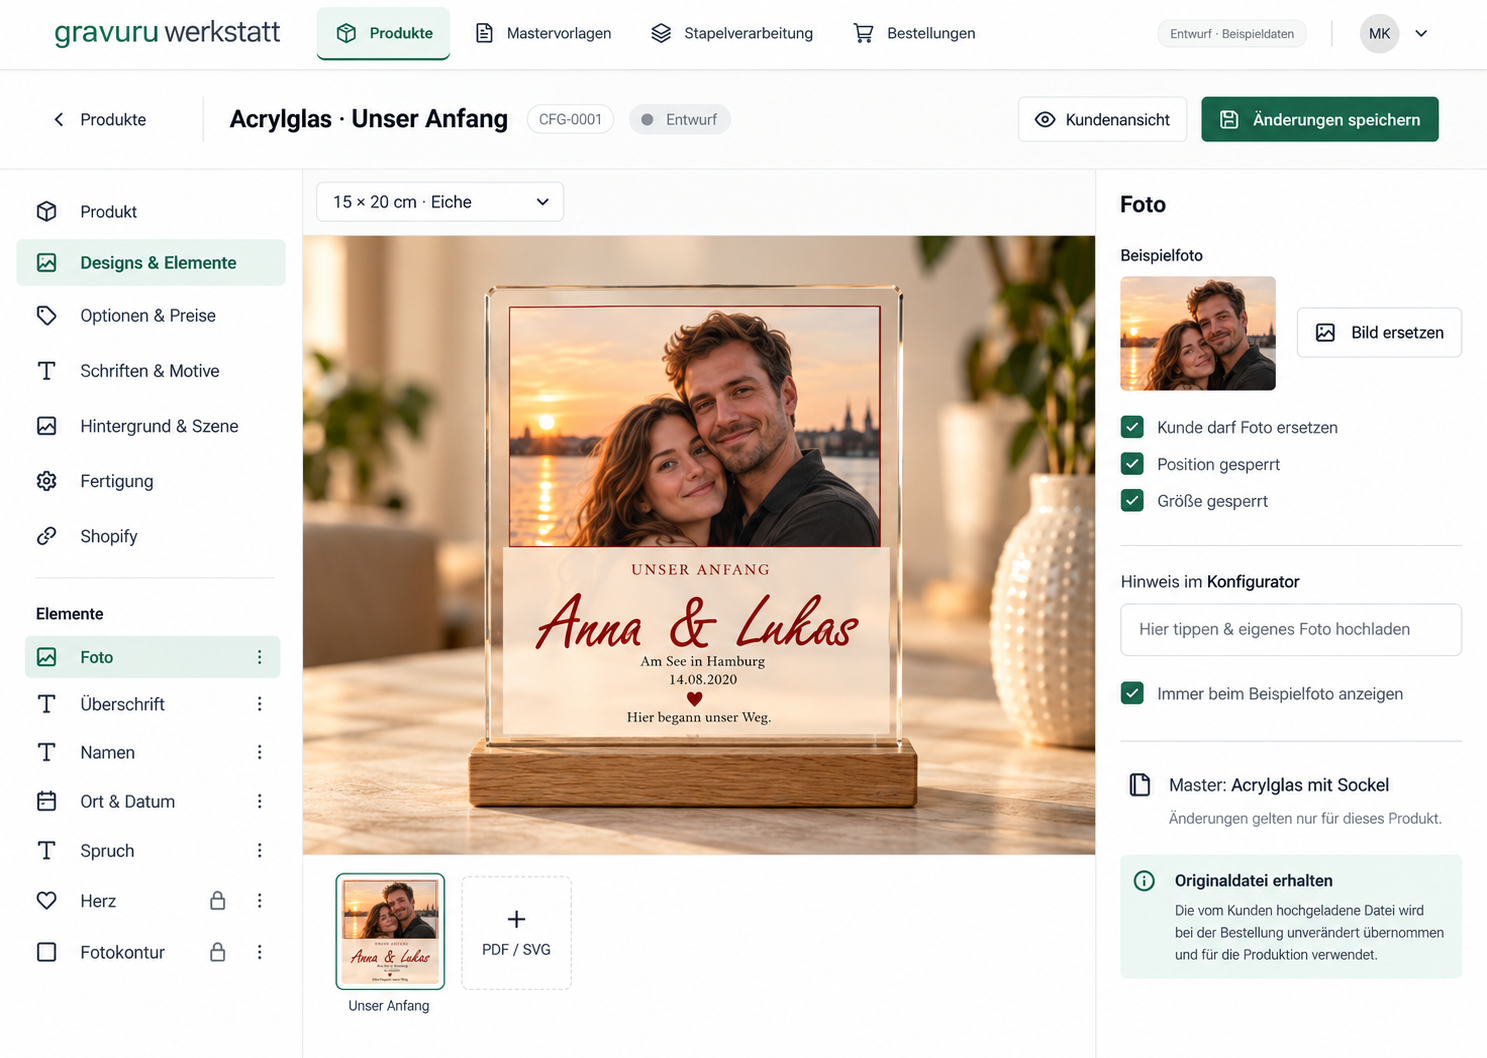 gravuru werkstatt
Produkte
Mastervorlagen
Stapelverarbeitung
Bestellungen
Entwurf · Beispieldaten
MK
Produkte
Acrylglas · Unser Anfang
CFG-0001
Entwurf
Kundenansicht
Änderungen speichern
Produkt
Designs & Elemente
Optionen & Preise
Schriften & Motive
Hintergrund & Szene
Fertigung
Shopify
Elemente
Foto
Überschrift
Namen
Ort & Datum
Spruch
Herz
Fotokontur
15 × 20 cm · Eiche
UNSER ANFANG
Anna & Lukas
Am See in Hamburg
14.08.2020
Hier begann unser Weg.
UNSER ANFANG
Anna & Lukas
Unser Anfang
PDF / SVG
Foto
Beispielfoto
Bild ersetzen
Kunde darf Foto ersetzen
Position gesperrt
Größe gesperrt
Hinweis im Konfigurator
Hier tippen & eigenes Foto hochladen
Immer beim Beispielfoto anzeigen
Master: Acrylglas mit Sockel
Änderungen gelten nur für dieses Produkt.
Originaldatei erhalten
Die vom Kunden hochgeladene Datei wird
bei der Bestellung unverändert übernommen
und für die Produktion verwendet.